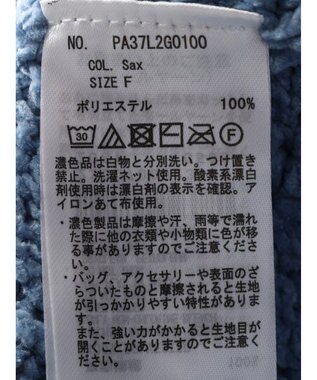 NO. PA37L2G0100
COL. Sax
SIZE F
ポリエステル 100%
30 F
濃色品は白物と分別洗い。つけ置き
禁止。洗濯ネット使用。酸素系漂白
剤使用時は漂白剤の表示を確認。ア
イロンあて布使用。
・濃色製品は摩擦や汗、雨等で濡れ
た際に他の衣類や小物類に色が移
る事がありますのでご注意くださ
い。
・バッグ、アクセサリーや表面のざ
らついたものと摩擦されると生地
が引っかかりやすい特性がありま
す。
また、強い力がかかると生地目が
開くことがありますのでご注意く
ださい。